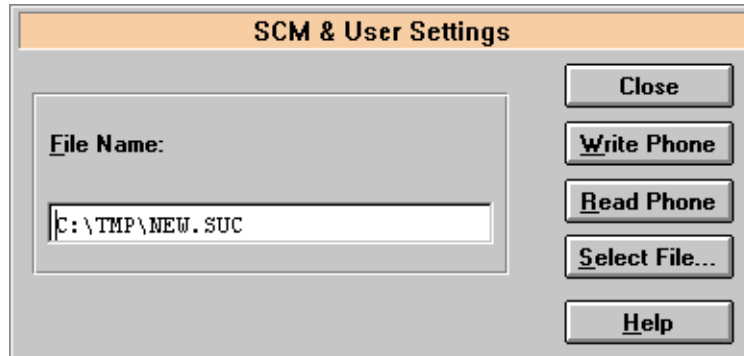 SCM & User Settings
File Name:
C:\TMP\NEW.SUC
Close
Write Phone
Read Phone
Select File...
Help